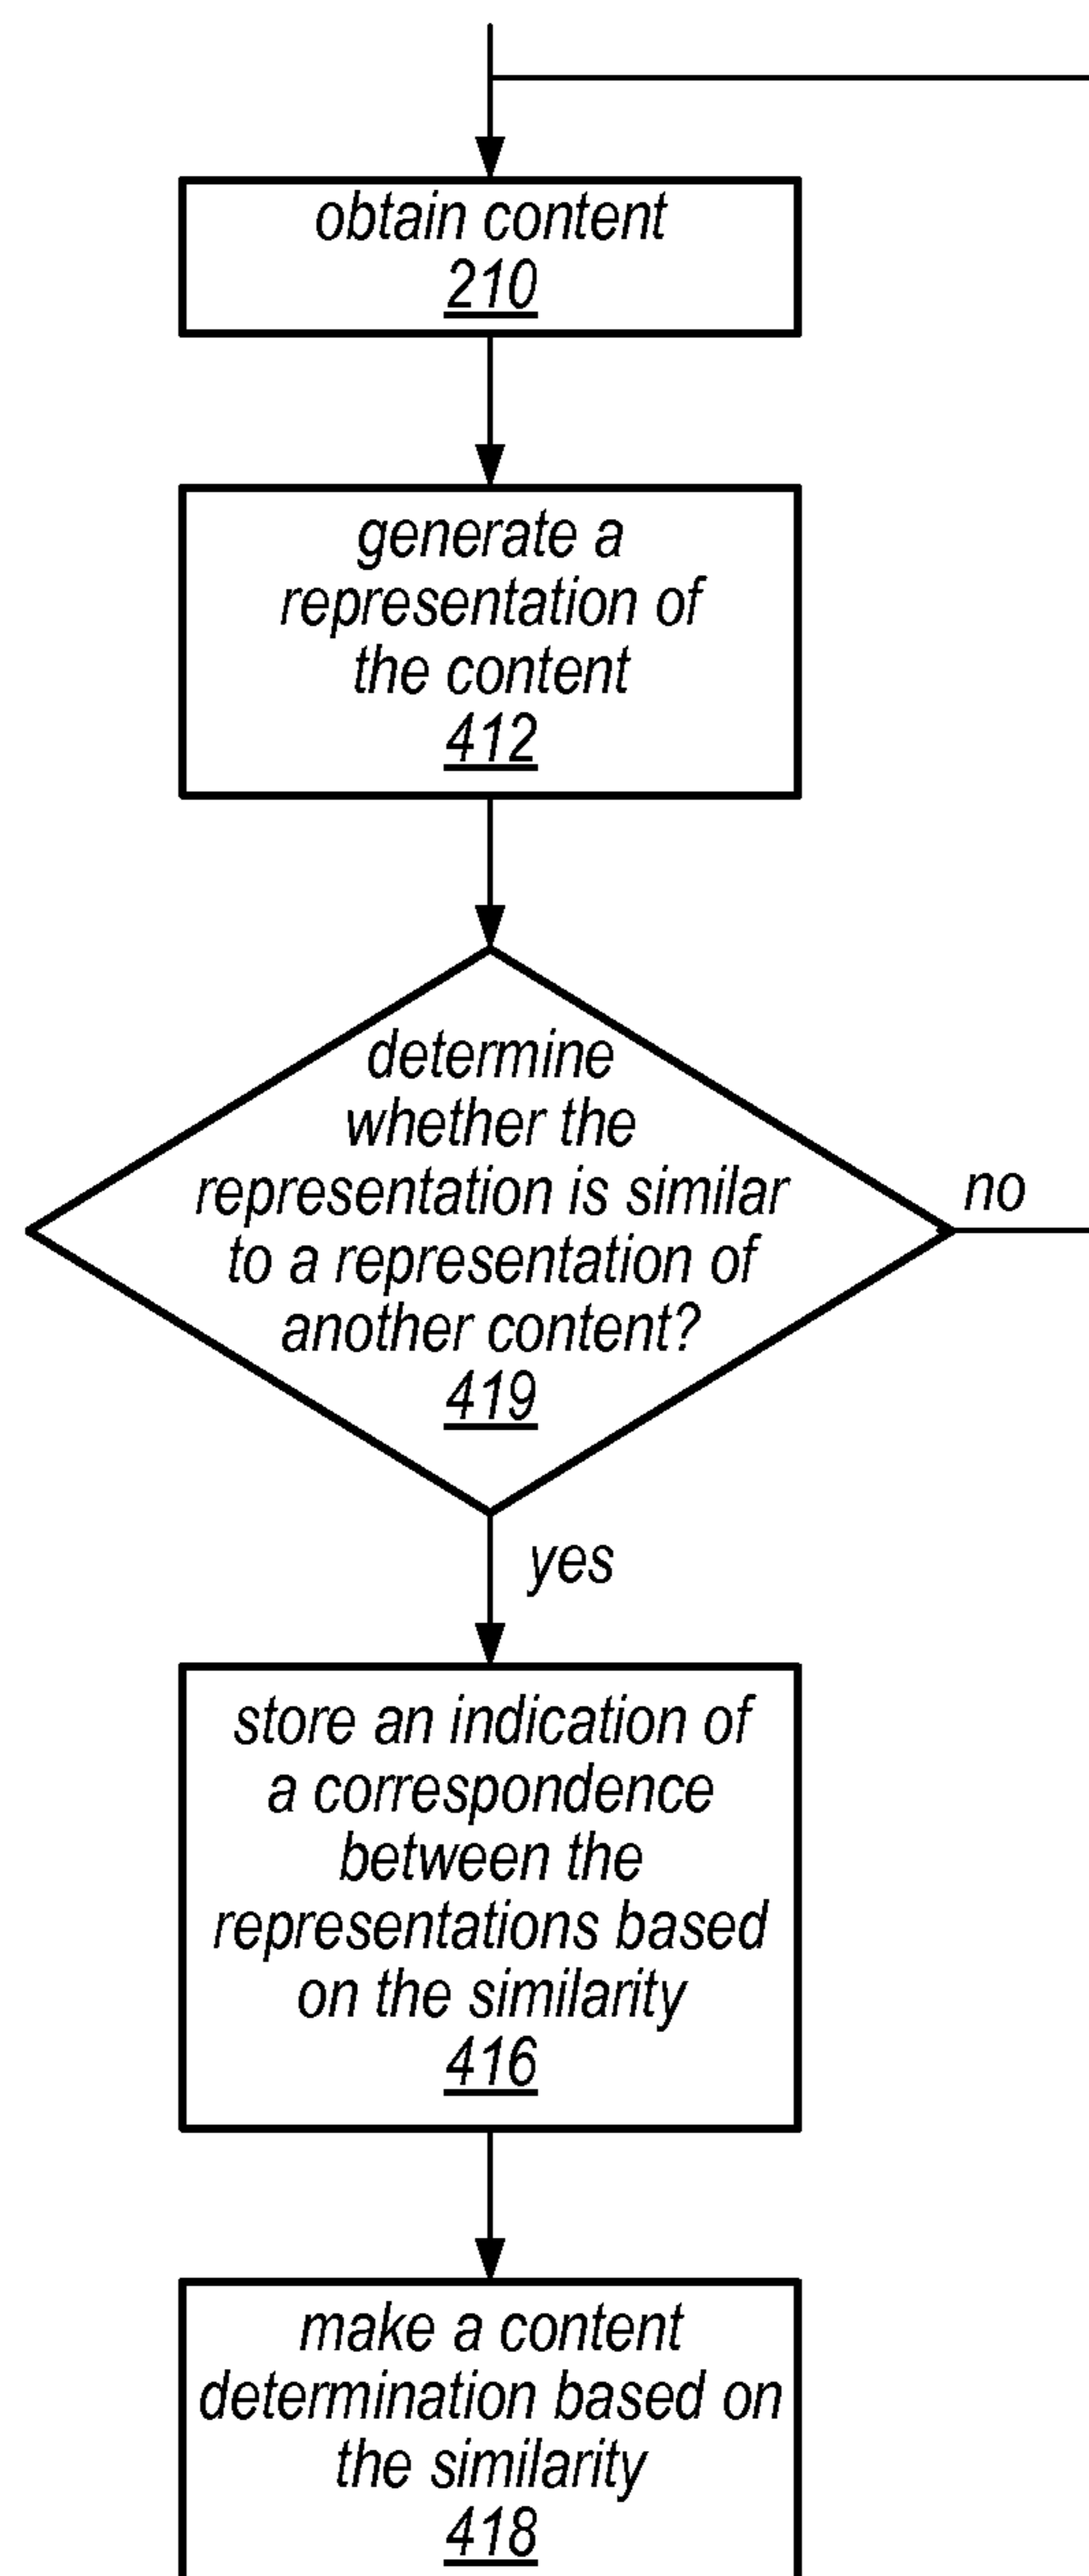 obtain content
210
generate a
representation of
the content
412
determine
whether the
representation is similar
to a representation of
another content?
419
no
yes
store an indication of
a correspondence
between the
representations based
on the similarity
416
make a content
determination based on
the similarity
418